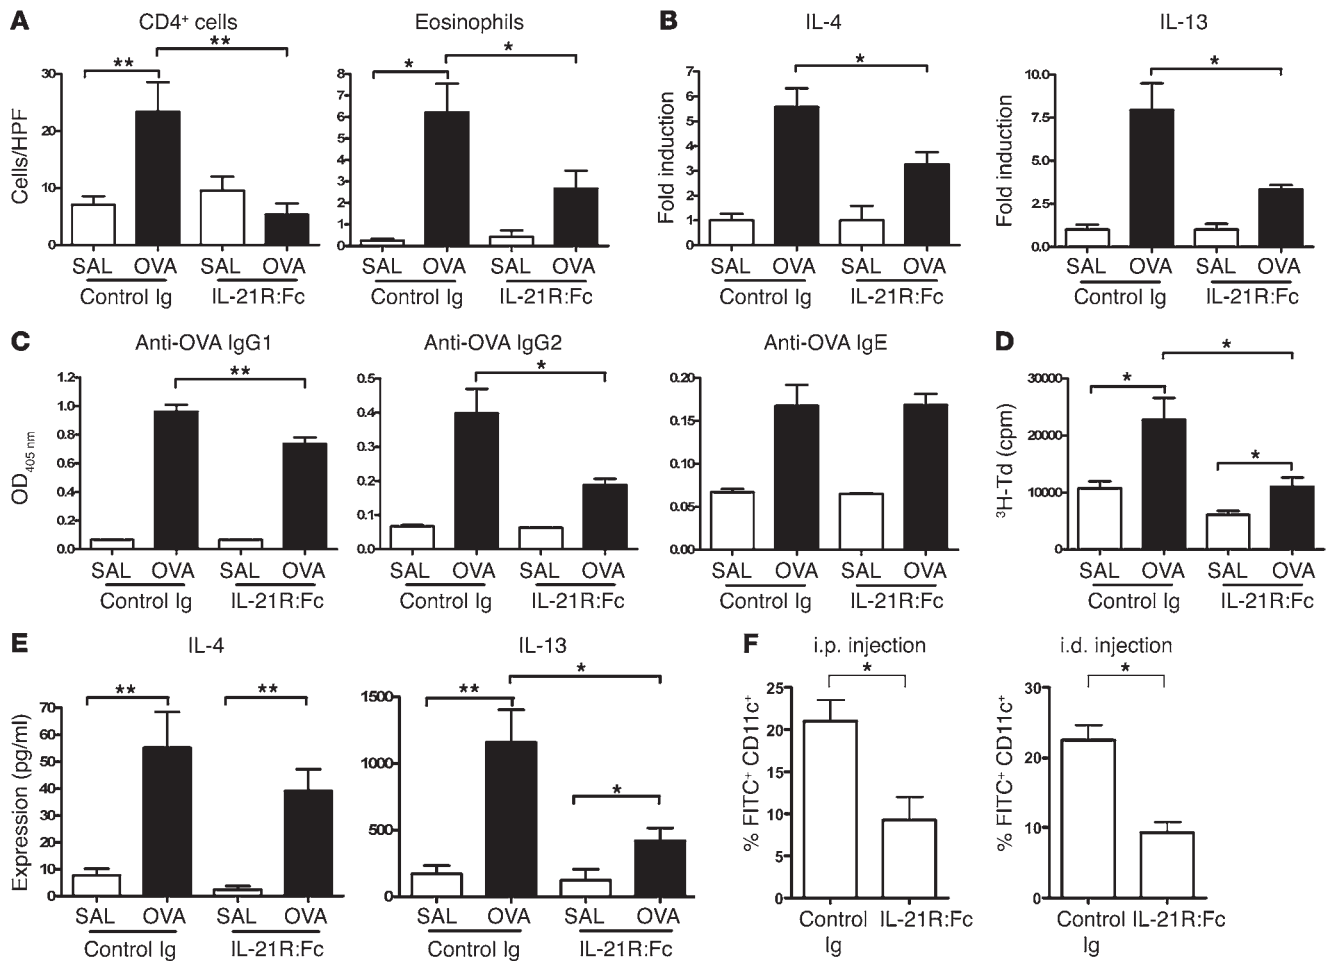 A
CD4+ cells
Eosinophils
**
**
*
*
Cells/HPF
30
20
10
0
8
7
6
5
4
3
2
1
0
SAL OVA SAL OVA
Control Ig IL-21R:Fc
SAL OVA SAL OVA
Control Ig IL-21R:Fc
B
IL-4
IL-13
*
*
Fold induction
7
6
5
4
3
2
1
0
Fold induction
10.0
7.5
5.0
2.5
0.0
SAL OVA SAL OVA
Control Ig IL-21R:Fc
SAL OVA SAL OVA
Control Ig IL-21R:Fc
C
Anti-OVA IgG1
Anti-OVA IgG2
Anti-OVA IgE
**
*
OD405 nm
1.2
1.0
0.8
0.6
0.4
0.2
0.0
0.5
0.4
0.3
0.2
0.1
0.0
0.20
0.15
0.10
0.05
0.00
SAL OVA SAL OVA
Control Ig IL-21R:Fc
SAL OVA SAL OVA
Control Ig IL-21R:Fc
SAL OVA SAL OVA
Control Ig IL-21R:Fc
D
*
*
*
3H-Td (cpm)
30000
20000
10000
0
SAL OVA SAL OVA
Control Ig IL-21R:Fc
E
IL-4
IL-13
**
**
**
*
*
Expression (pg/ml)
70
60
50
40
30
20
10
0
1500
1000
500
0
SAL OVA SAL OVA
Control Ig IL-21R:Fc
SAL OVA SAL OVA
Control Ig IL-21R:Fc
F
i.p. injection
i.d. injection
*
*
% FITC+ CD11c+
25
20
15
10
5
0
% FITC+ CD11c+
30
20
10
0
Control IL-21R:Fc
Ig
Control IL-21R:Fc
Ig